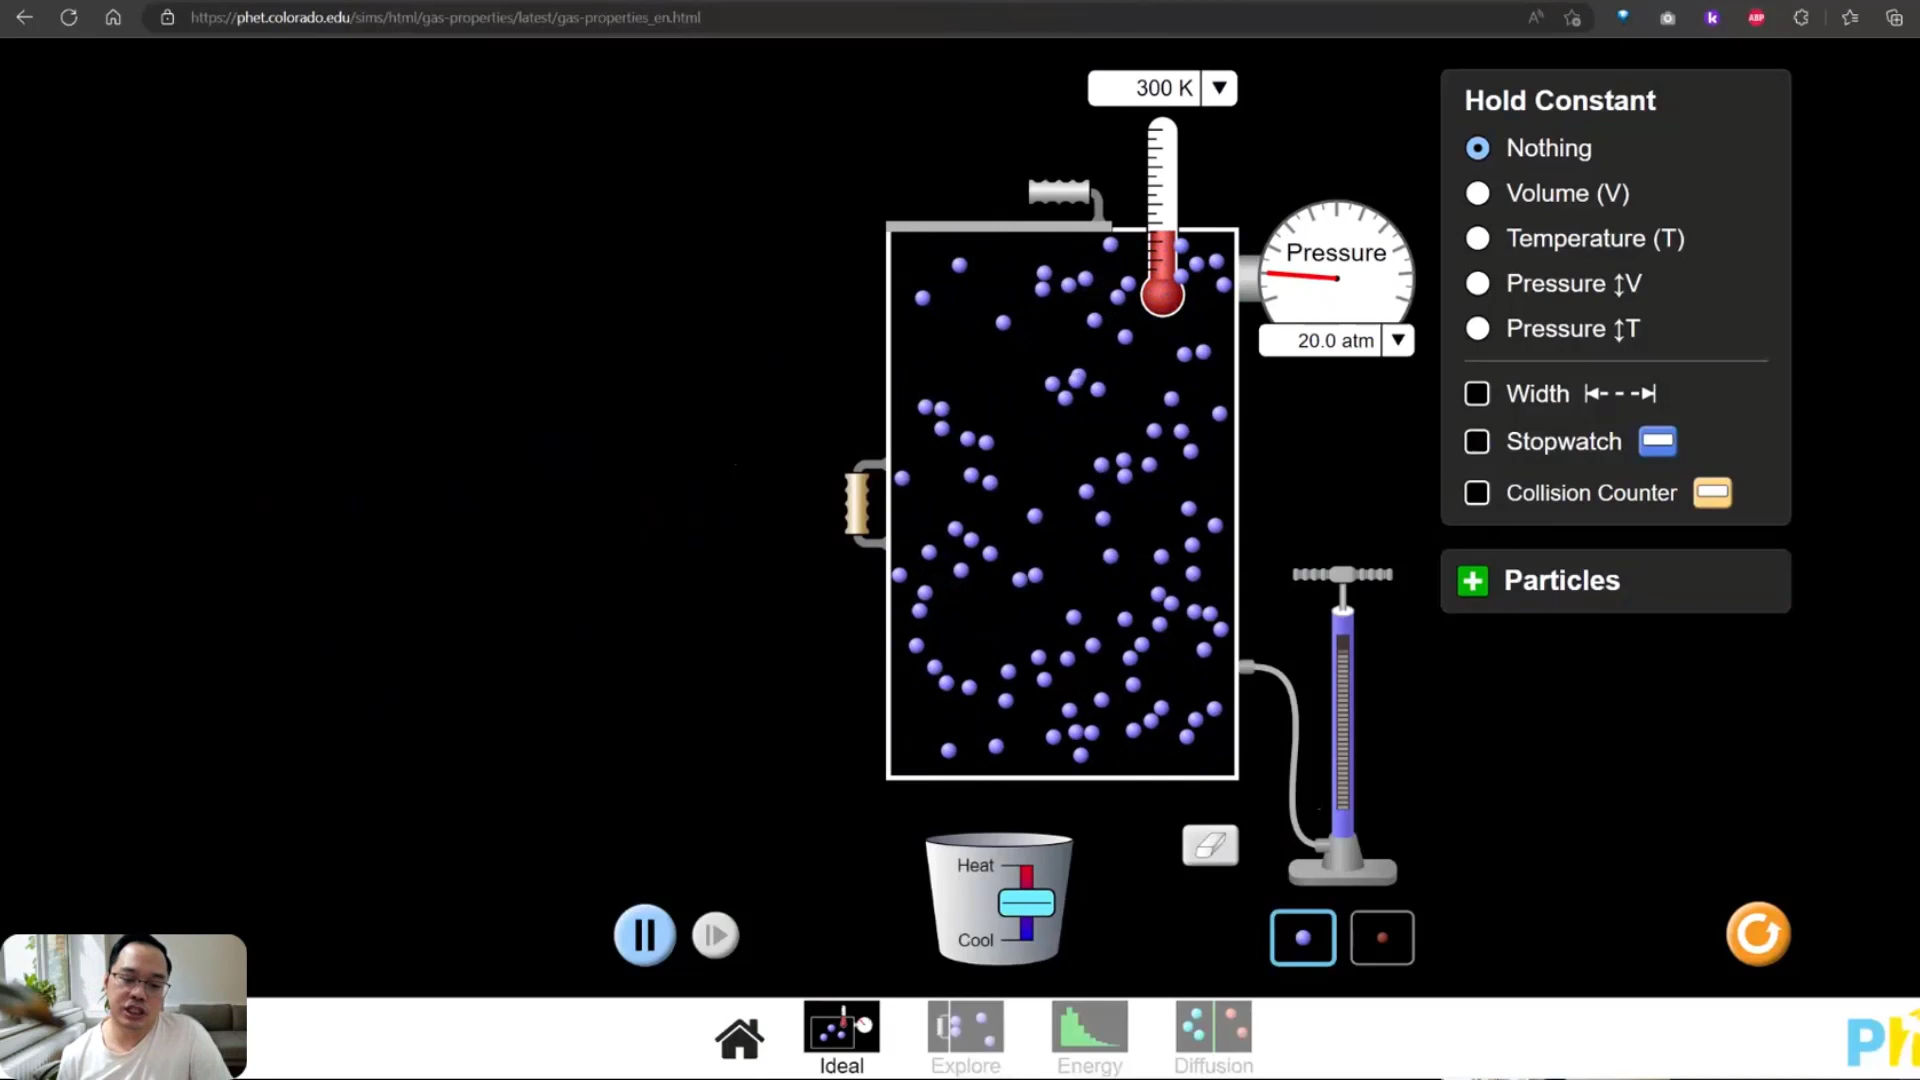 https://phet.colorado.edu/sims/html/gas-properties/latest/gas-properties_en.html
ABP
k
300 K
Hold Constant
Nothing
Volume (V)
Temperature (T)
Pressure ↕V
Pressure ↕T
Pressure
20.0 atm
Width
Stopwatch
Collision Counter
Particles
Heat
Cool
Ideal
Explore
Energy
Diffusion